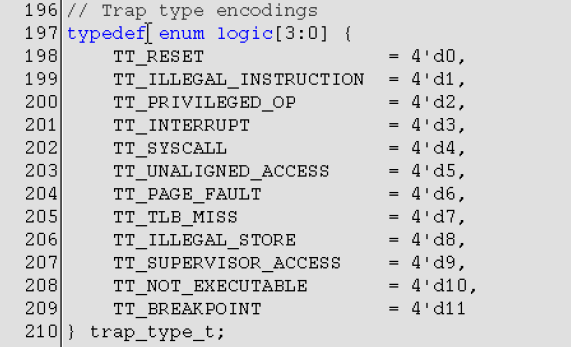 196 // Trap type encodings
197 typedef enum logic[3:0] {
198     TT_RESET                = 4'd0,
199     TT_ILLEGAL_INSTRUCTION  = 4'd1,
200     TT_PRIVILEGED_OP        = 4'd2,
201     TT_INTERRUPT            = 4'd3,
202     TT_SYSCALL              = 4'd4,
203     TT_UNALIGNED_ACCESS     = 4'd5,
204     TT_PAGE_FAULT           = 4'd6,
205     TT_TLB_MISS             = 4'd7,
206     TT_ILLEGAL_STORE        = 4'd8,
207     TT_SUPERVISOR_ACCESS    = 4'd9,
208     TT_NOT_EXECUTABLE       = 4'd10,
209     TT_BREAKPOINT           = 4'd11
210 } trap_type_t;